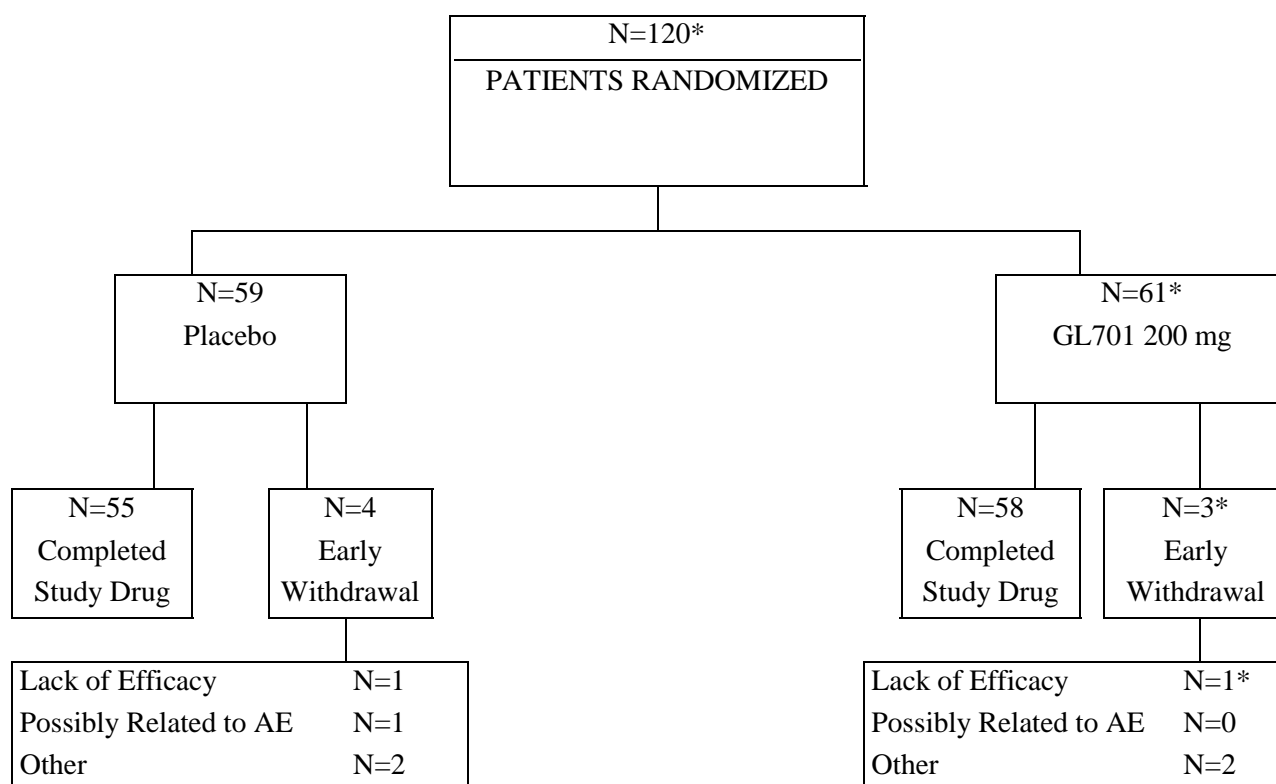 N=120*
PATIENTS RANDOMIZED
N=59
Placebo
N=61*
GL701 200 mg
N=55
Completed
Study Drug
N=4
Early
Withdrawal
N=58
Completed
Study Drug
N=3*
Early
Withdrawal
Lack of Efficacy N=1
Possibly Related to AE N=1
Other N=2
Lack of Efficacy N=1*
Possibly Related to AE N=0
Other N=2